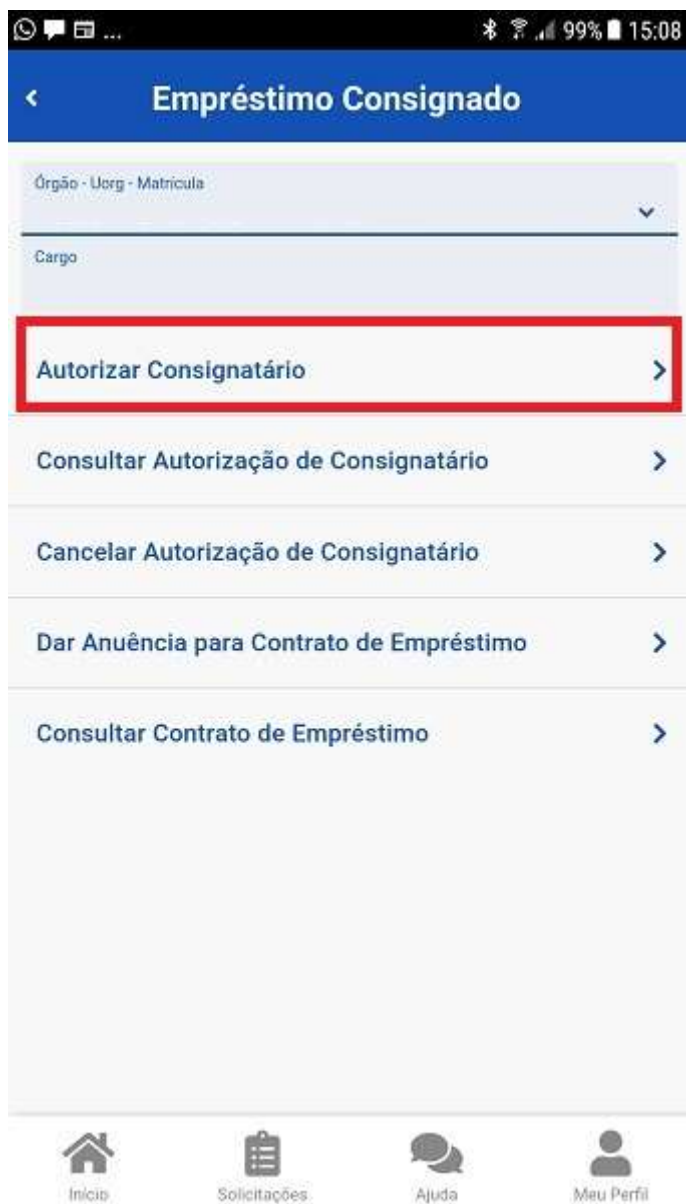 ... 99% 15:08
Empréstimo Consignado
Órgão - Uorg - Matrícula
Cargo
Autorizar Consignatário
Consultar Autorização de Consignatário
Cancelar Autorização de Consignatário
Dar Anuência para Contrato de Empréstimo
Consultar Contrato de Empréstimo
Início Solicitações Ajuda Meu Perfil